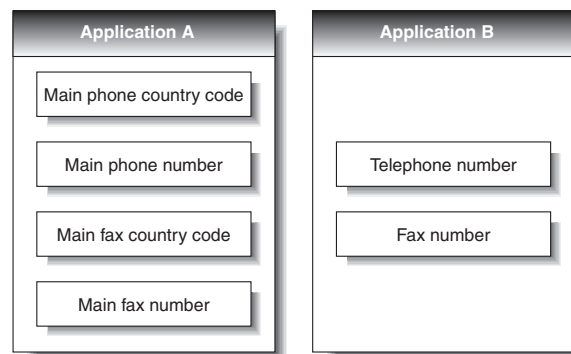 Application A
Main phone country code
Main phone number
Main fax country code
Main fax number
Application B
Telephone number
Fax number